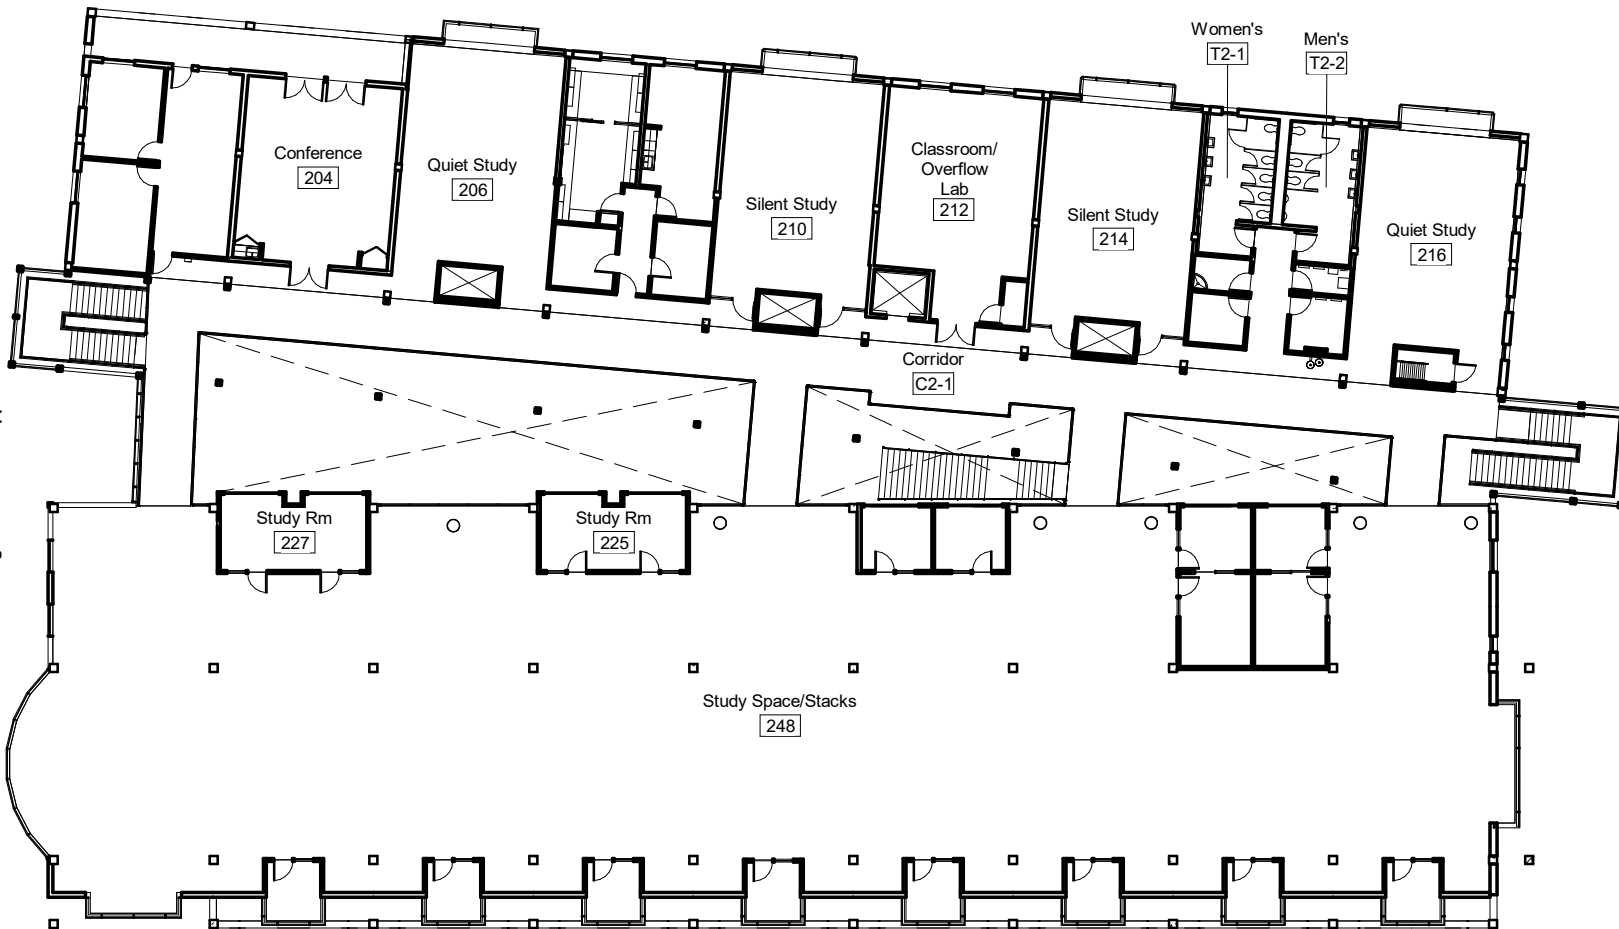 Women's
T2-1
Men's
T2-2
Conference
204
Quiet Study
206
Silent Study
210
Classroom/
Overflow
Lab
212
Silent Study
214
Quiet Study
216
Corridor
C2-1
Study Rm
227
Study Rm
225
Study Space/Stacks
248